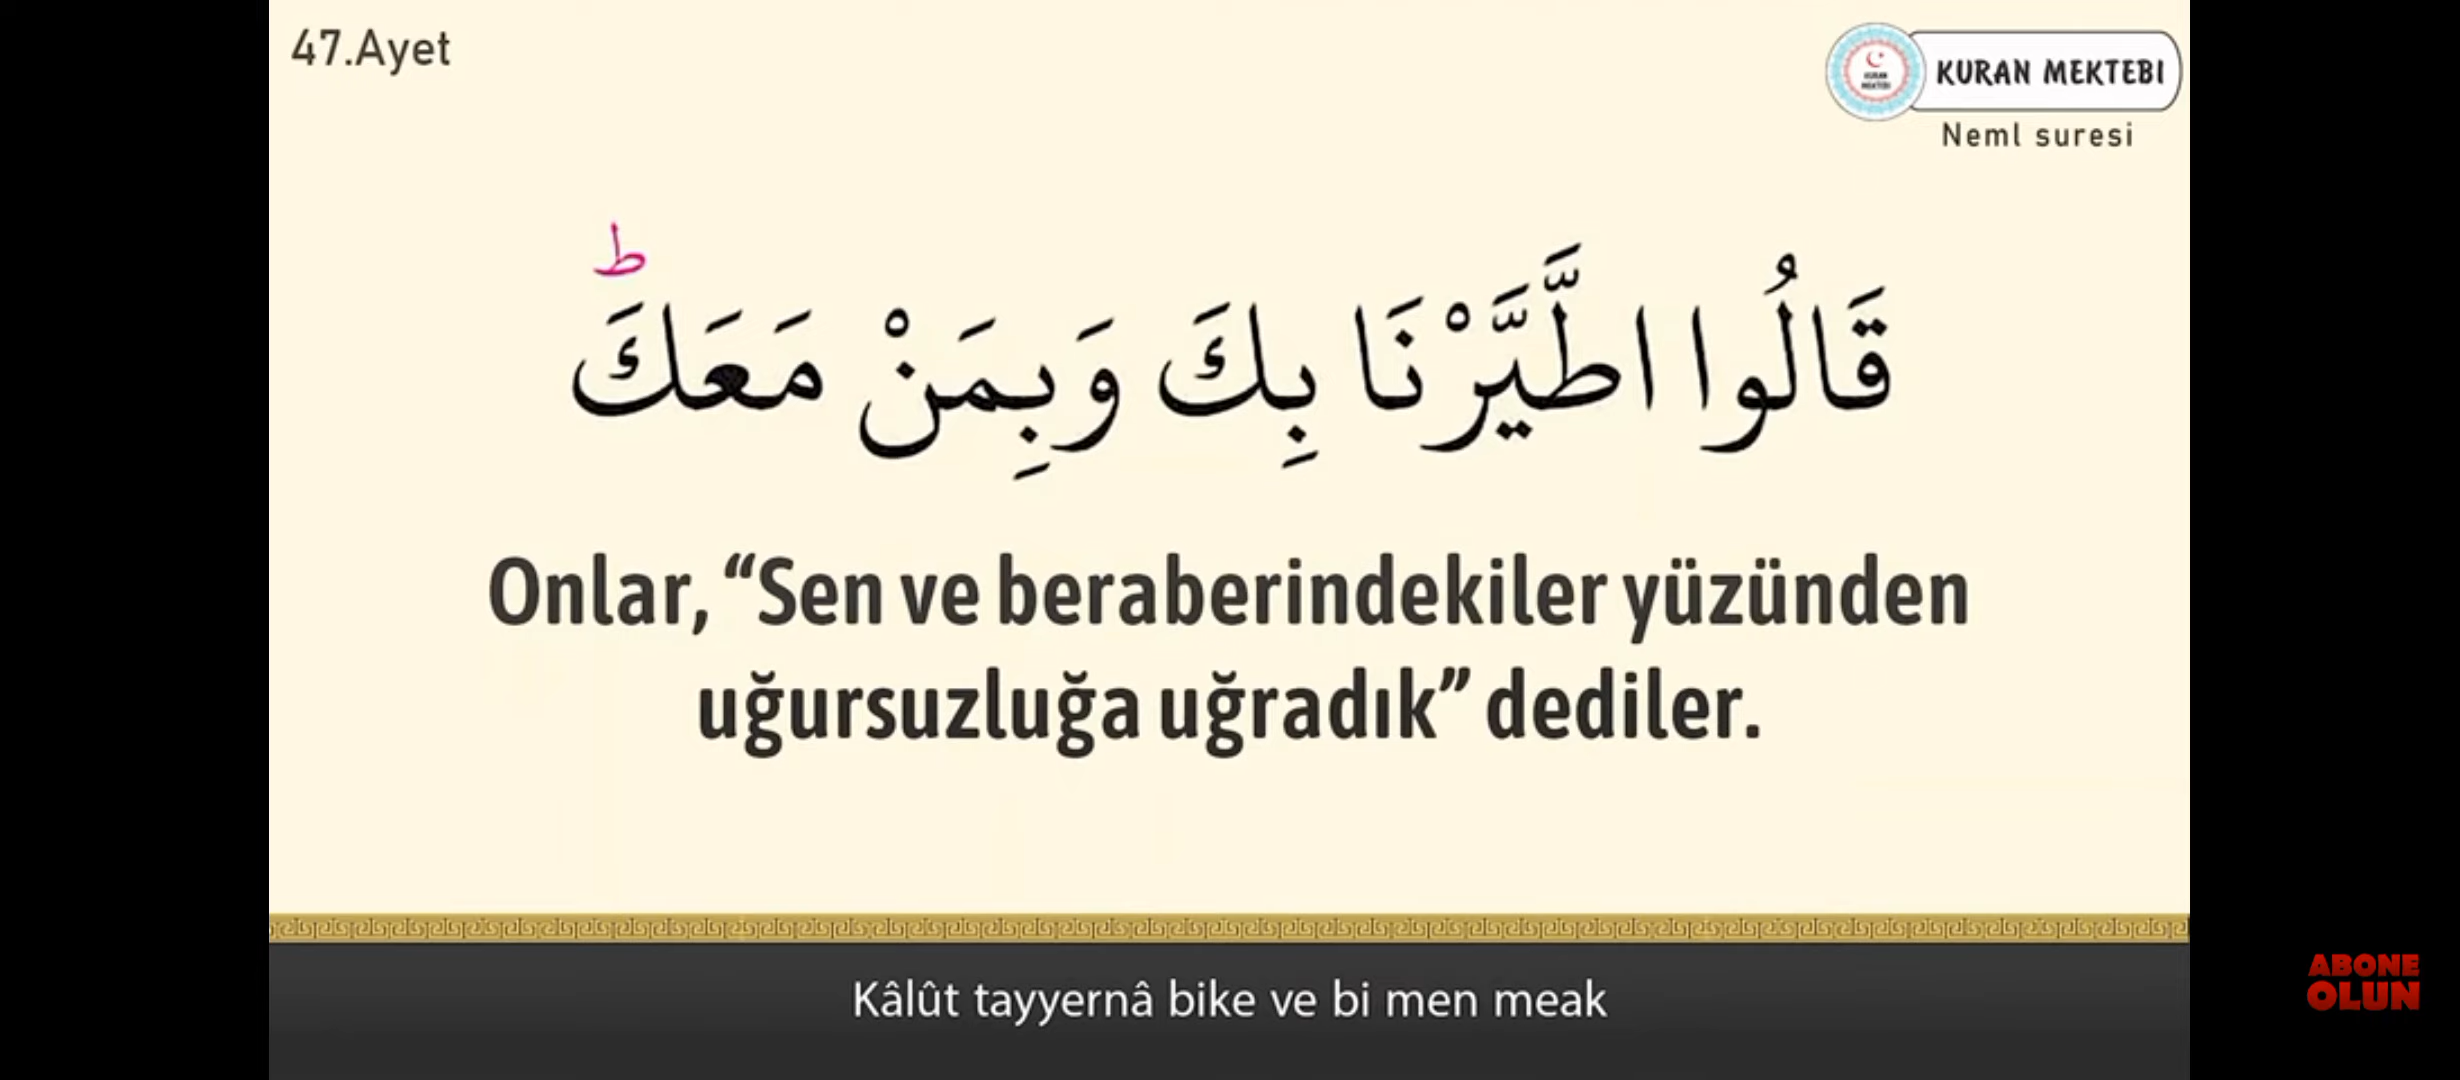 47.Ayet
KURAN MEKTEBI
Neml suresi
قَالُوا اطَّيَّرْنَا بِكَ وَبِمَنْ مَعَكَۜ ط
Onlar, “Sen ve beraberindekiler yüzünden
uğursuzluğa uğradık” dediler.
Kâlût tayyernâ bike ve bi men meak
ABONE
OLUN